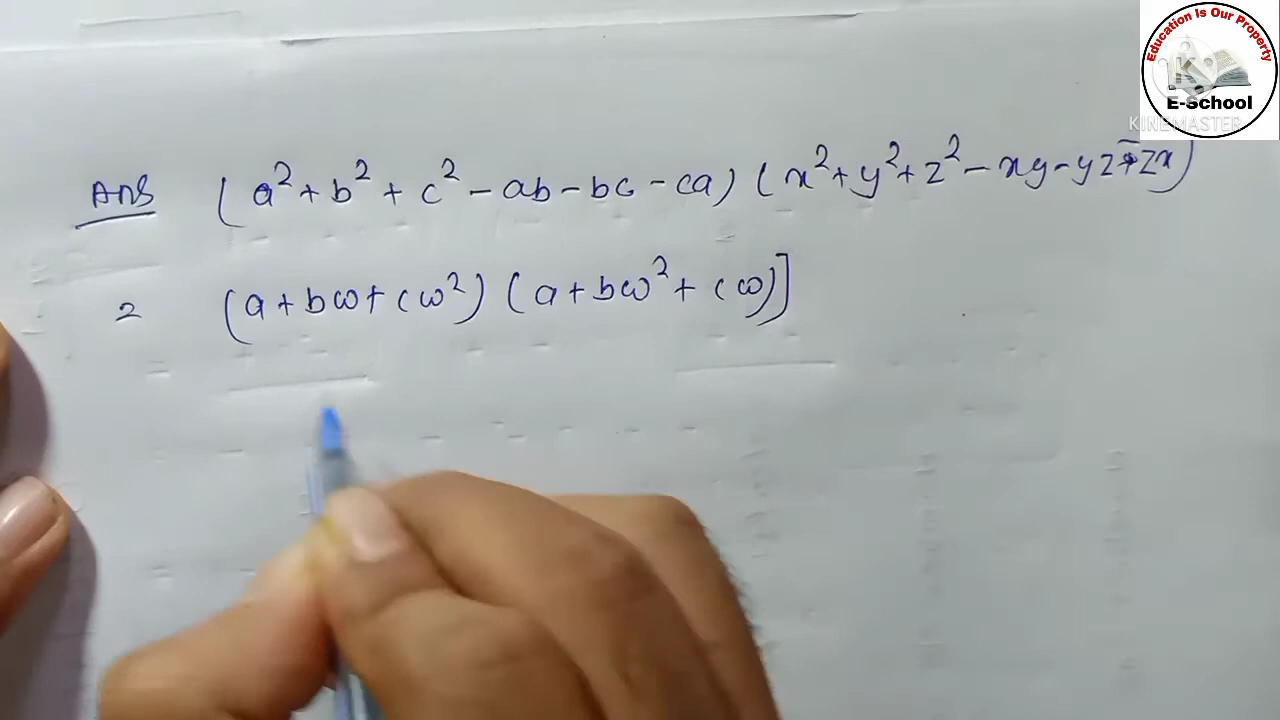 Education Is Our Property
K
E-School
KINEMASTER
Ans (a² + b² + c² - ab - bc - ca) (x² + y² + z² - xy - yz - zx)
= (a + bω + cω²) (a + bω² + cω)]